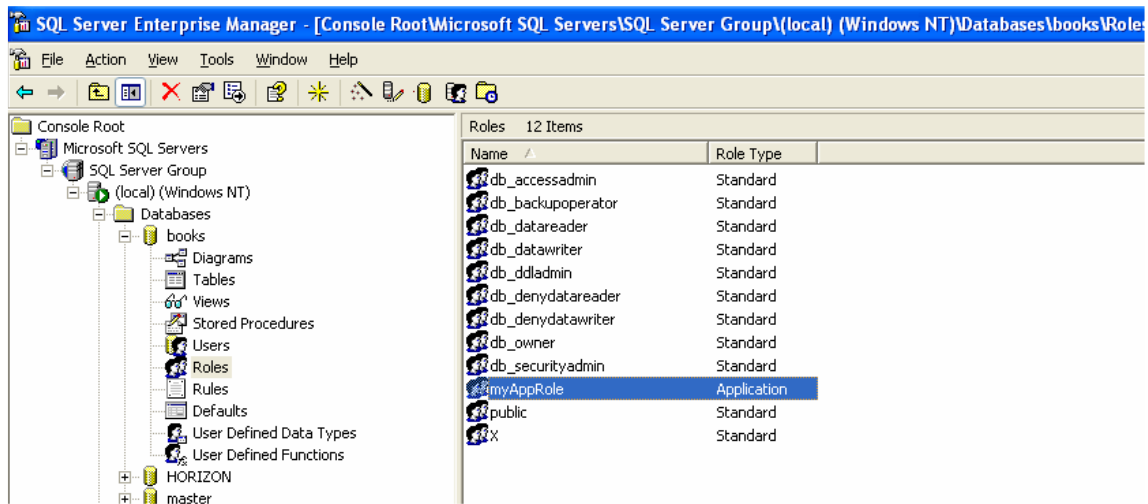 SQL Server Enterprise Manager - [Console Root\Microsoft SQL Servers\SQL Server Group\(local) (Windows NT)\Databases\books\Roles
File Action View Tools Window Help
Console Root
Microsoft SQL Servers
SQL Server Group
(local) (Windows NT)
Databases
books
Diagrams
Tables
Views
Stored Procedures
Users
Roles
Rules
Defaults
User Defined Data Types
User Defined Functions
HORIZON
master
Roles 12 Items
Name Role Type
db_accessadmin Standard
db_backupoperator Standard
db_datareader Standard
db_datawriter Standard
db_ddladmin Standard
db_denydatareader Standard
db_denydatawriter Standard
db_owner Standard
db_securityadmin Standard
myAppRole Application
public Standard
X Standard